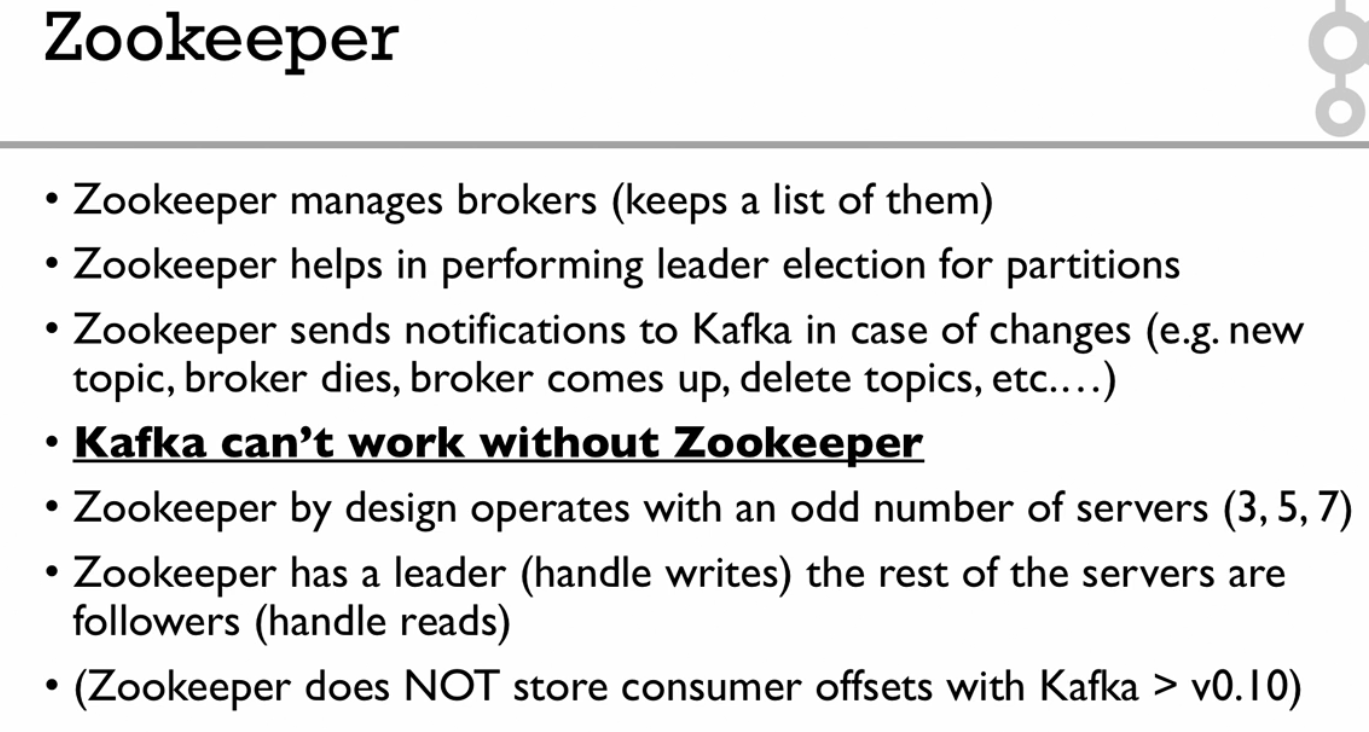 Zookeeper
• Zookeeper manages brokers (keeps a list of them)
• Zookeeper helps in performing leader election for partitions
• Zookeeper sends notifications to Kafka in case of changes (e.g. new
topic, broker dies, broker comes up, delete topics, etc.…)
• Kafka can’t work without Zookeeper
• Zookeeper by design operates with an odd number of servers (3, 5, 7)
• Zookeeper has a leader (handle writes) the rest of the servers are
followers (handle reads)
• (Zookeeper does NOT store consumer offsets with Kafka > v0.10)